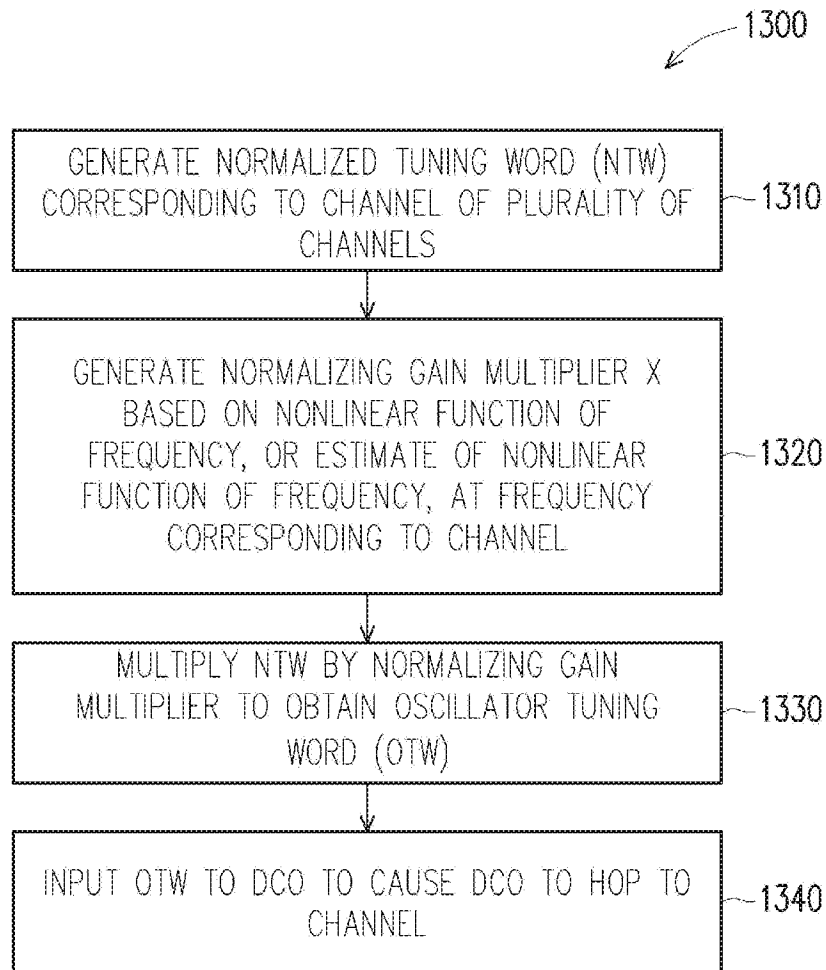 1300
GENERATE NORMALIZED TUNING WORD (NTW)
CORRESPONDING TO CHANNEL OF PLURALITY OF
CHANNELS
1310
GENERATE NORMALIZING GAIN MULTIPLIER X
BASED ON NONLINEAR FUNCTION OF
FREQUENCY, OR ESTIMATE OF NONLINEAR
FUNCTION OF FREQUENCY, AT FREQUENCY
CORRESPONDING TO CHANNEL
1320
MULTIPLY NTW BY NORMALIZING GAIN
MULTIPLIER TO OBTAIN OSCILLATOR TUNING
WORD (OTW)
1330
INPUT OTW TO DCO TO CAUSE DCO TO HOP TO
CHANNEL
1340